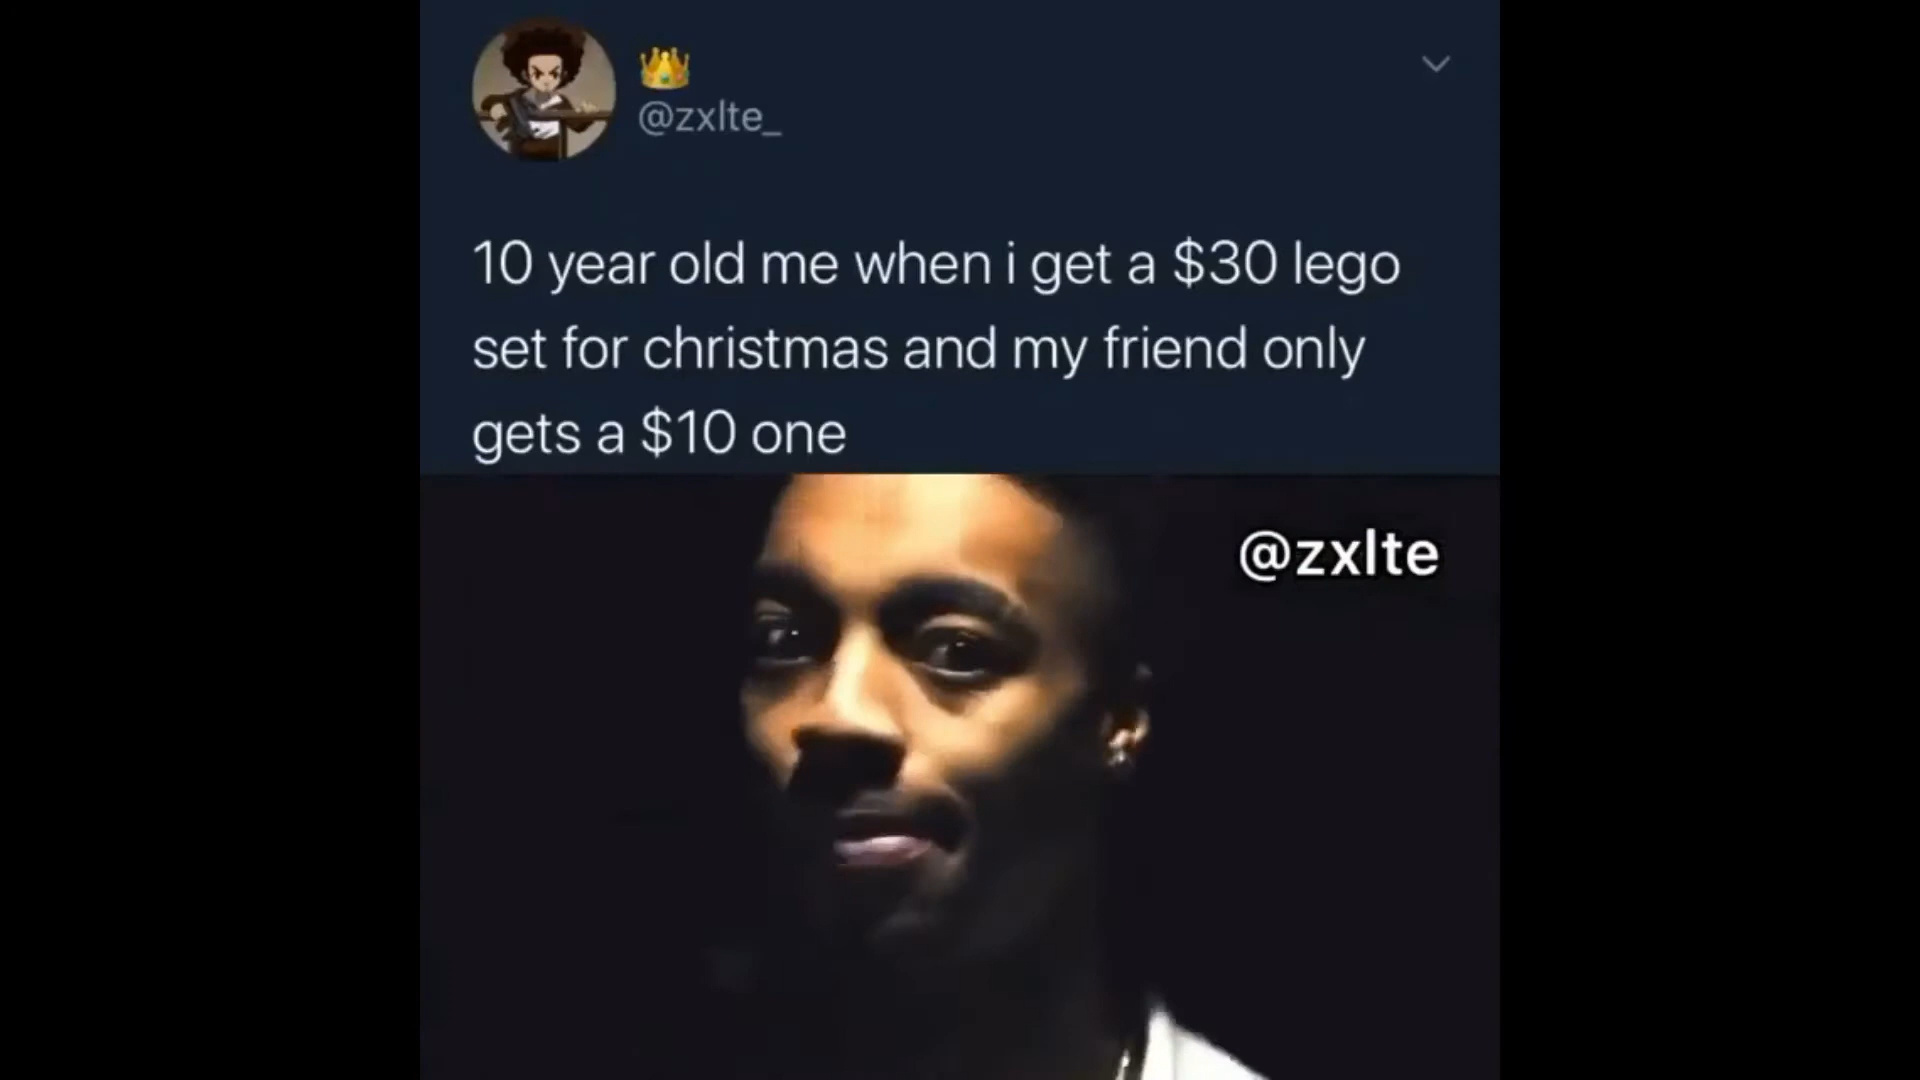 👑
@zxlte_
10 year old me when i get a $30 lego
set for christmas and my friend only
gets a $10 one
@zxlte